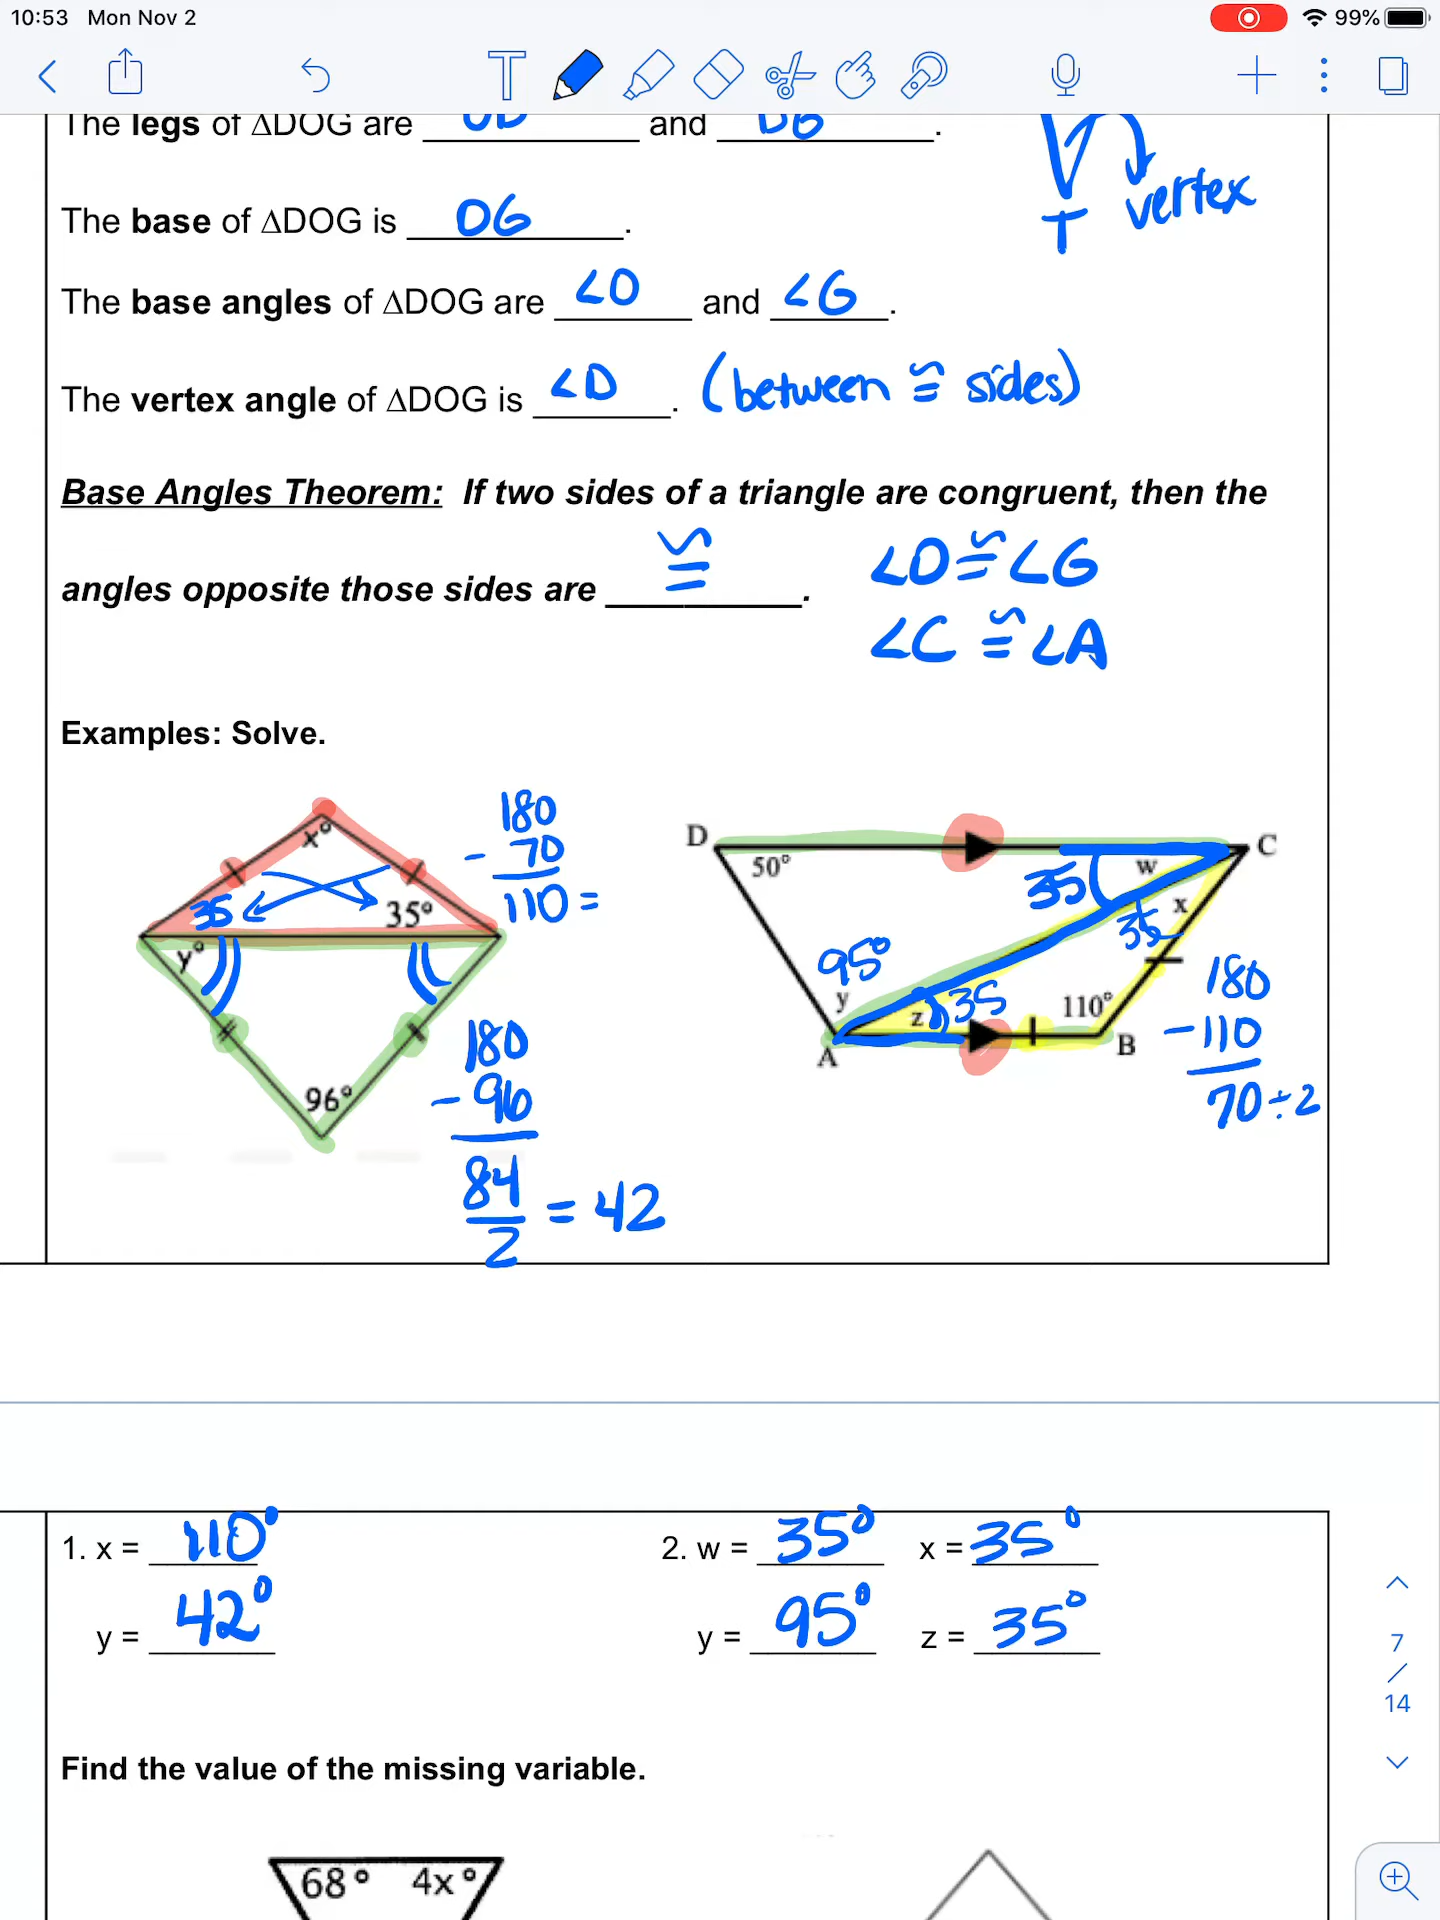 10:53 Mon Nov 2 99%
The legs of ΔDOG are OD and DG.
vertex
T
The base of ΔDOG is OG.
The base angles of ΔDOG are ∠O and ∠G.
The vertex angle of ΔDOG is ∠D. (between ≅ sides)
Base Angles Theorem: If two sides of a triangle are congruent, then the
angles opposite those sides are ≅.
∠O ≅ ∠G
∠C ≅ ∠A
Examples: Solve.
x°
35
35°
y°
96°
180
- 70
110 =
180
- 96
84
2
= 42
D
50°
35
w
C
x
35
95°
y
z
35
110°
A
B
180
- 110
70 ÷ 2
1. x = 110° 2. w = 35° x = 35°
y = 42° y = 95° z = 35°
7
/
14
Find the value of the missing variable.
68° 4x°